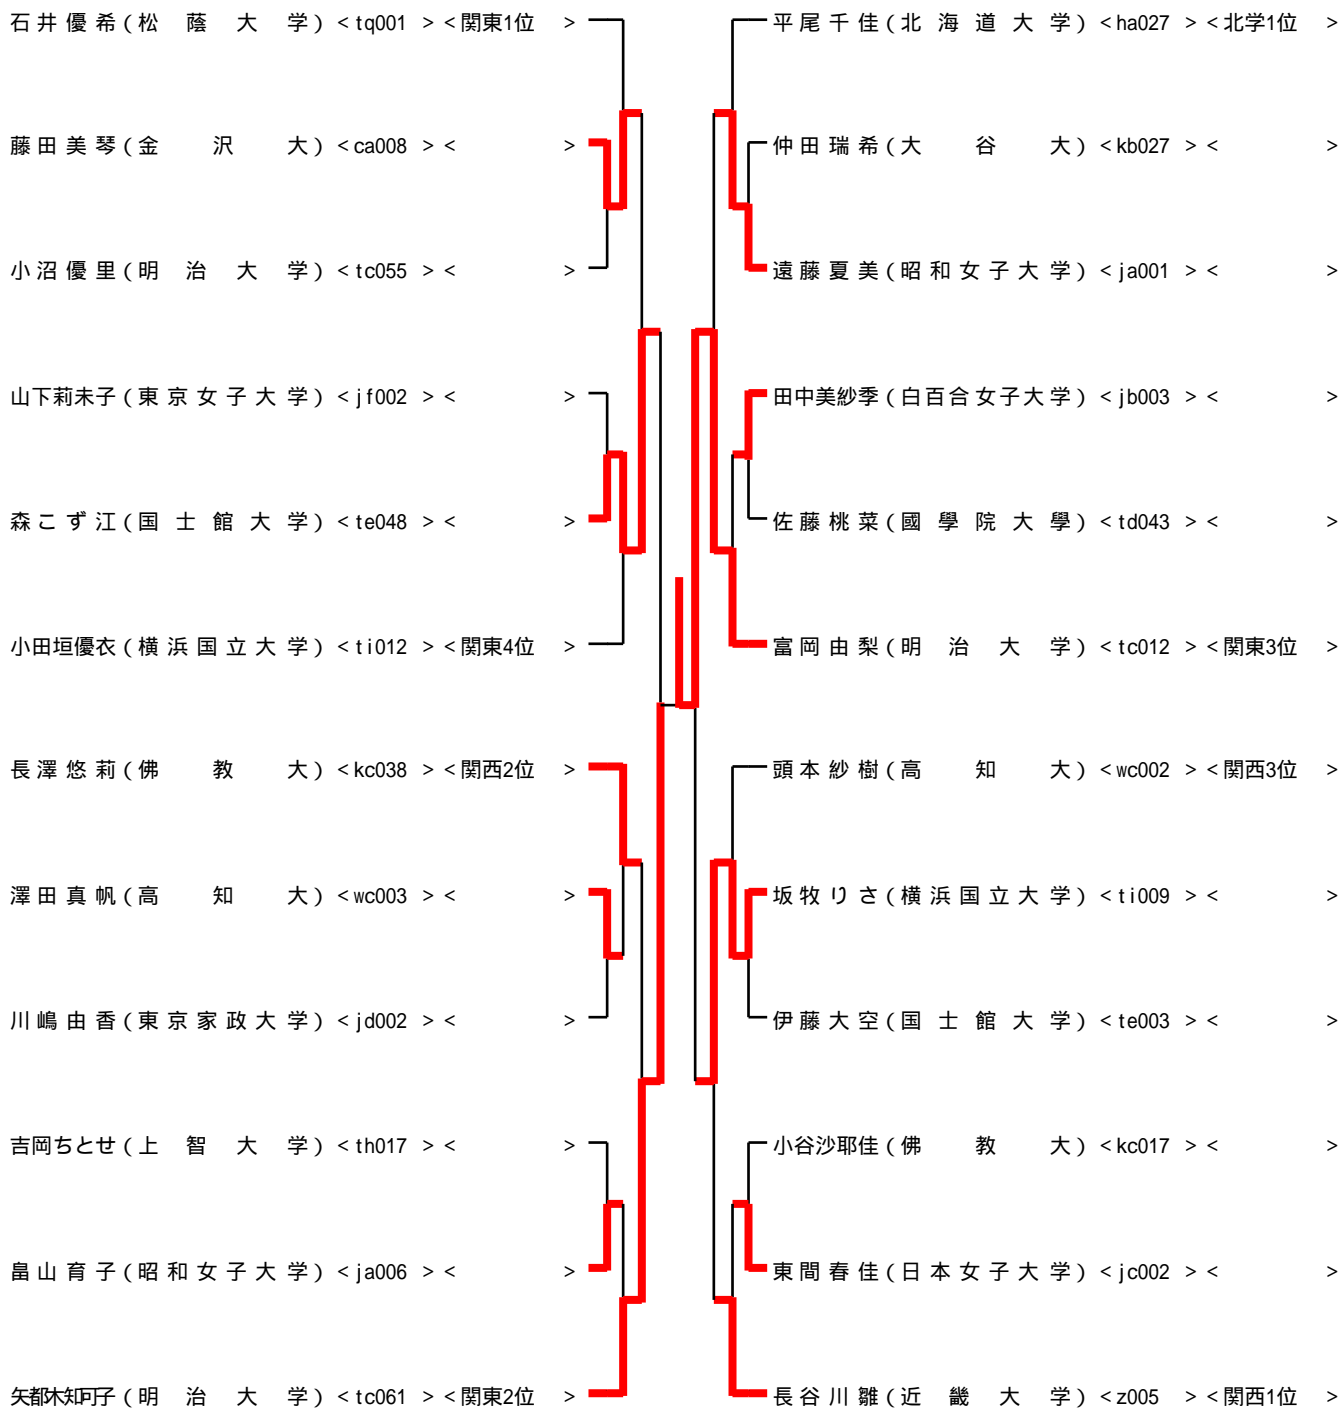 石井優希(松蔭大学)<tq001 ><関東1位 >
藤田美琴(金沢大)<ca008 >< >
小沼優里(明治大学)<tc055 >< >
山下莉未子(東京女子大学)<jf002 >< >
森こず江(国士館大学)<te048 >< >
小田垣優衣(横浜国立大学)<ti012 ><関東4位 >
長澤悠莉(佛教大)<kc038 ><関西2位 >
澤田真帆(高知大)<wc003 >< >
川嶋由香(東京家政大学)<jd002 >< >
吉岡ちとせ(上智大学)<th017 >< >
畠山育子(昭和女子大学)<ja006 >< >
矢都木知可子(明治大学)<tc061 ><関東2位 >
平尾千佳(北海道大学)<ha027 ><北学1位 >
仲田瑞希(大谷大)<kb027 >< >
遠藤夏美(昭和女子大学)<ja001 >< >
田中美紗季(白百合女子大学)<jb003 >< >
佐藤桃菜(國學院大學)<td043 >< >
富岡由梨(明治大学)<tc012 ><関東3位 >
頭本紗樹(高知大)<wc002 ><関西3位 >
坂牧りさ(横浜国立大学)<ti009 >< >
伊藤大空(国士館大学)<te003 >< >
小谷沙耶佳(佛教大)<kc017 >< >
東間春佳(日本女子大学)<jc002 >< >
長谷川雛(近畿大学)<z005 ><関西1位 >